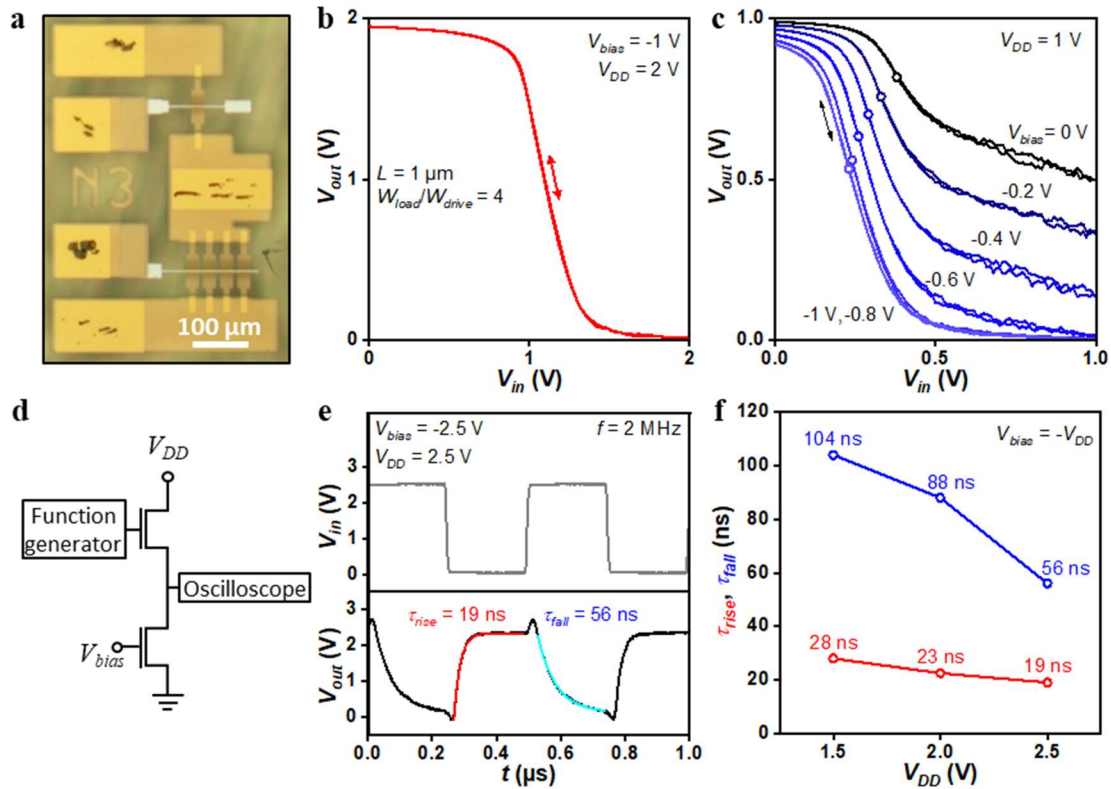 a
N3
100 µm
b
V_bias = -1 V
V_DD = 2 V
L = 1 µm
W_load/W_drive = 4
V_out (V)
2
1
0
0
1
2
V_in (V)
c
V_DD = 1 V
V_bias = 0 V
-0.2 V
-0.4 V
-0.6 V
-1 V, -0.8 V
V_out (V)
1.0
0.5
0.0
0.0
0.5
1.0
V_in (V)
d
V_DD
Function
generator
Oscilloscope
V_bias
e
V_bias = -2.5 V
f = 2 MHz
V_DD = 2.5 V
V_in (V)
3
2
1
0
τ_rise = 19 ns
τ_fall = 56 ns
V_out (V)
3
2
1
0
0.0
0.2
0.4
0.6
0.8
1.0
t (µs)
f
V_bias = -V_DD
104 ns
88 ns
56 ns
28 ns
23 ns
19 ns
τ_rise, τ_fall (ns)
120
100
80
60
40
20
0
1.5
2.0
2.5
V_DD (V)